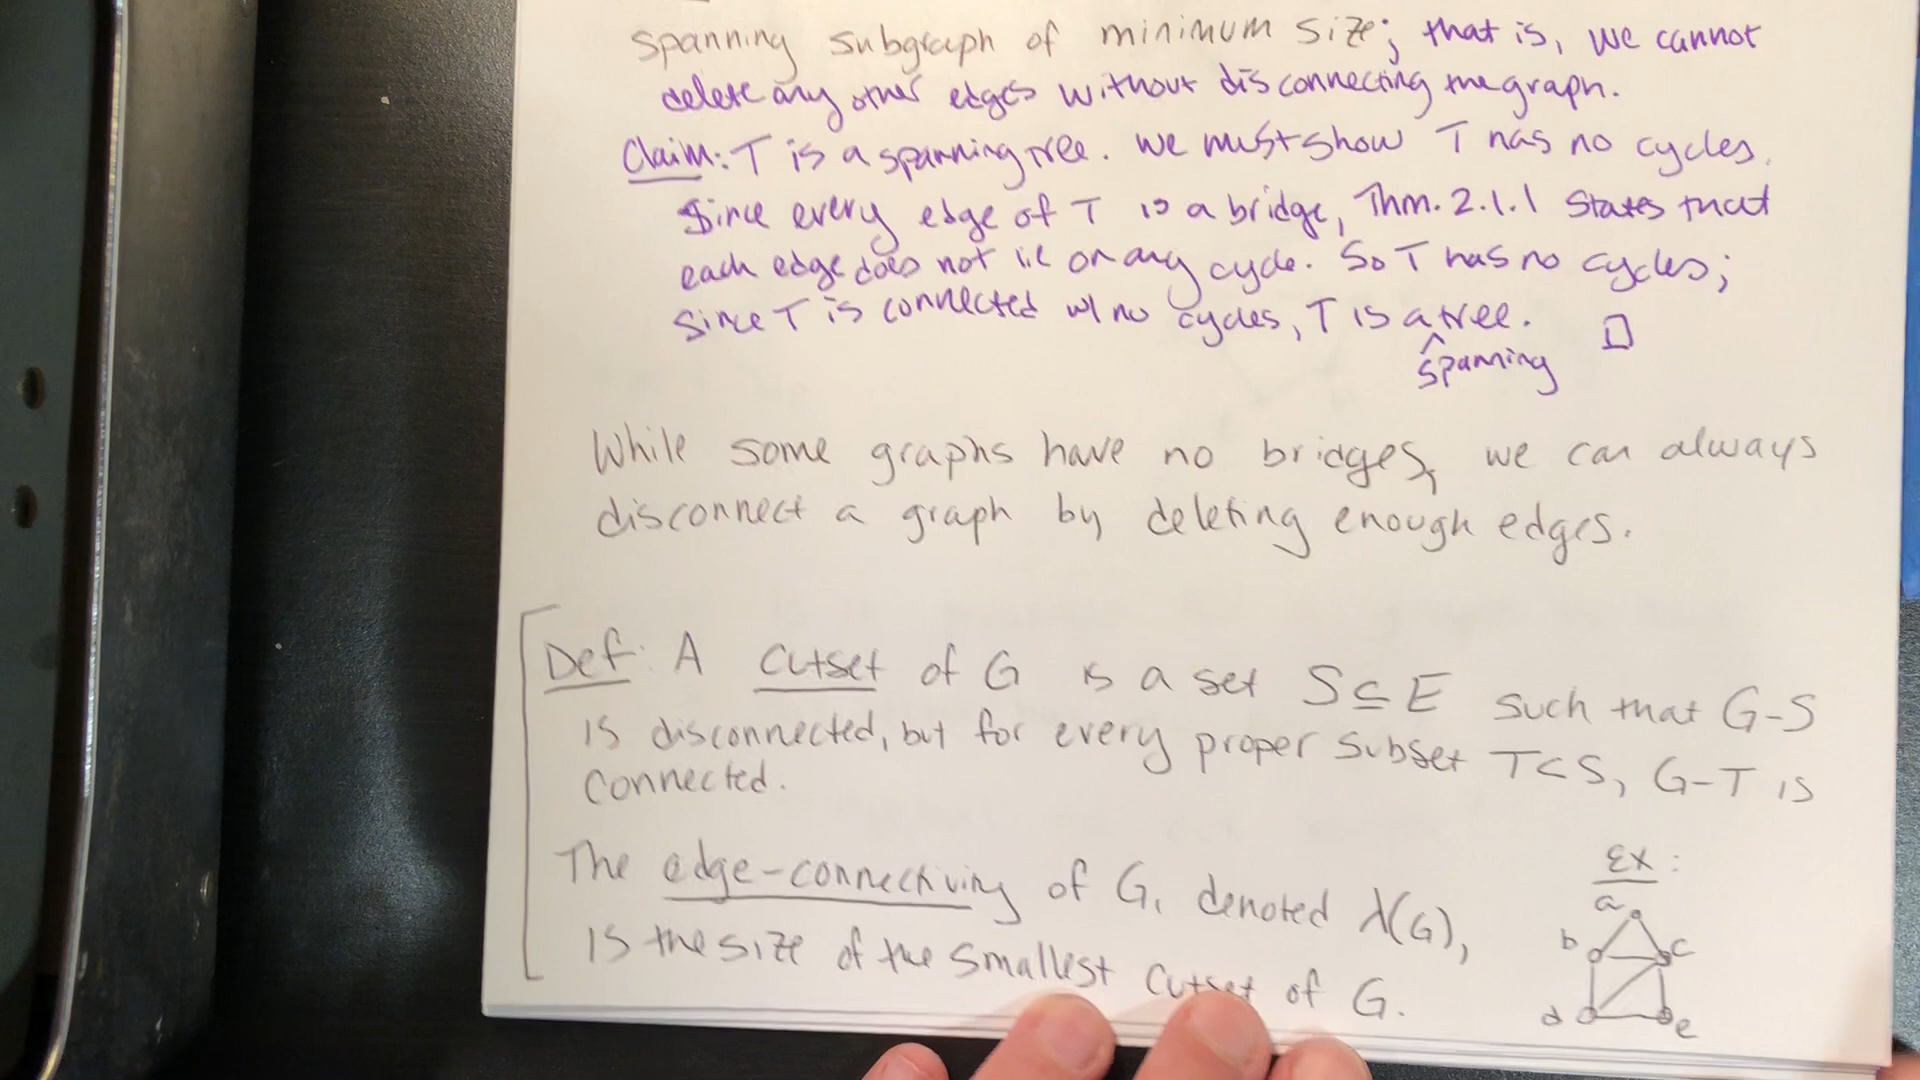 spanning subgraph of minimum size; that is, we cannot
delete any other edges without disconnecting the graph.
Claim: T is a spanning tree. We must show T has no cycles.
Since every edge of T is a bridge, Thm. 2.1.1 states that
each edge does not lie on any cycle. So T has no cycles;
since T is connected w/ no cycles, T is a tree. □
^
spanning
While some graphs have no bridges, we can always
disconnect a graph by deleting enough edges.
Def: A cutset of G is a set S ⊆ E such that G-S
is disconnected, but for every proper subset T⊂S, G-T is
connected.
The edge-connectivity of G, denoted λ(G),
is the size of the smallest cutset of G.
Ex:
a
b c
d e